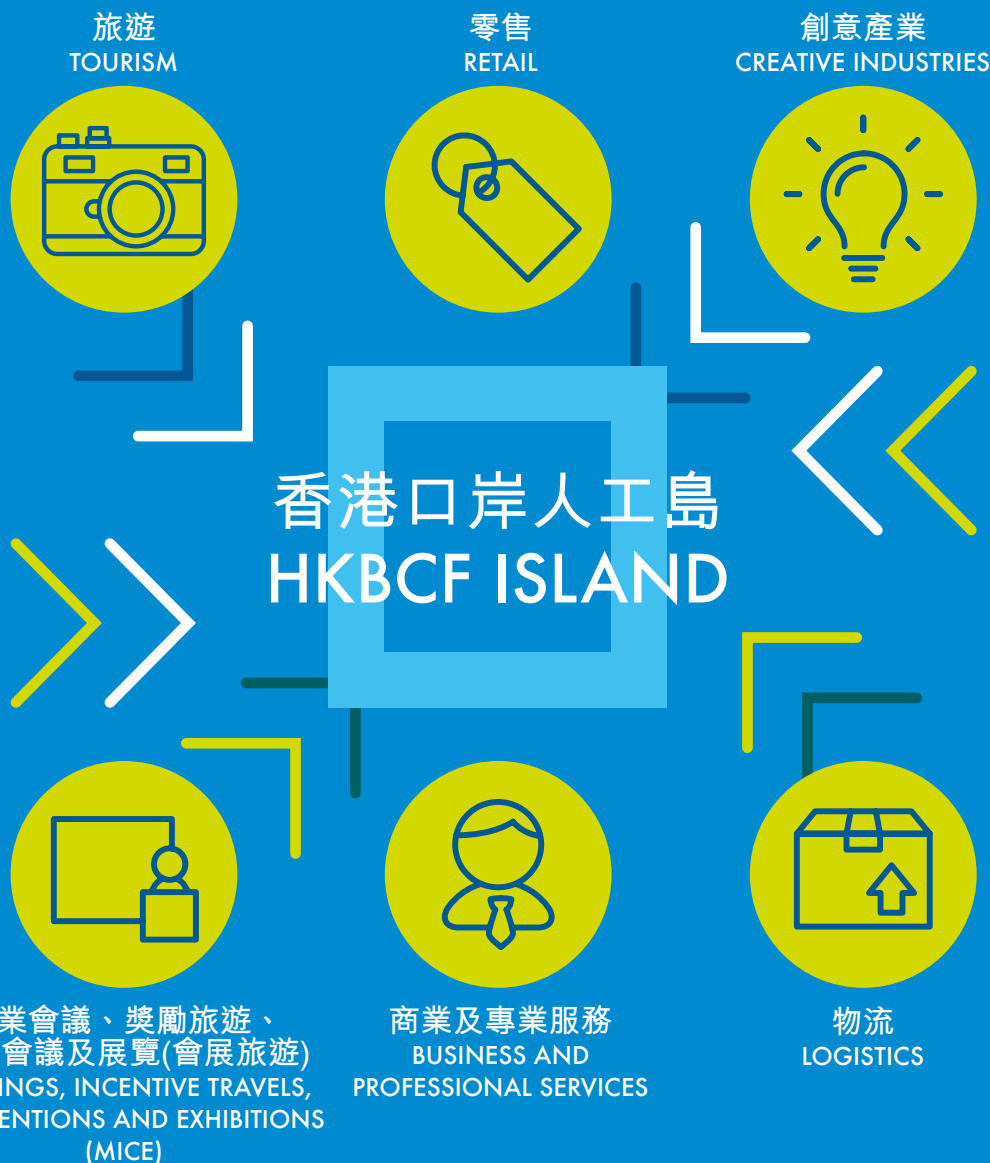 旅遊
TOURISM
零售
RETAIL
創意產業
CREATIVE INDUSTRIES
香港口岸人工島
HKBCF ISLAND
業會議、獎勵旅遊、
會議及展覽(會展旅遊)
INGS, INCENTIVE TRAVELS,
ENTIONS AND EXHIBITIONS
(MICE)
商業及專業服務
BUSINESS AND
PROFESSIONAL SERVICES
物流
LOGISTICS